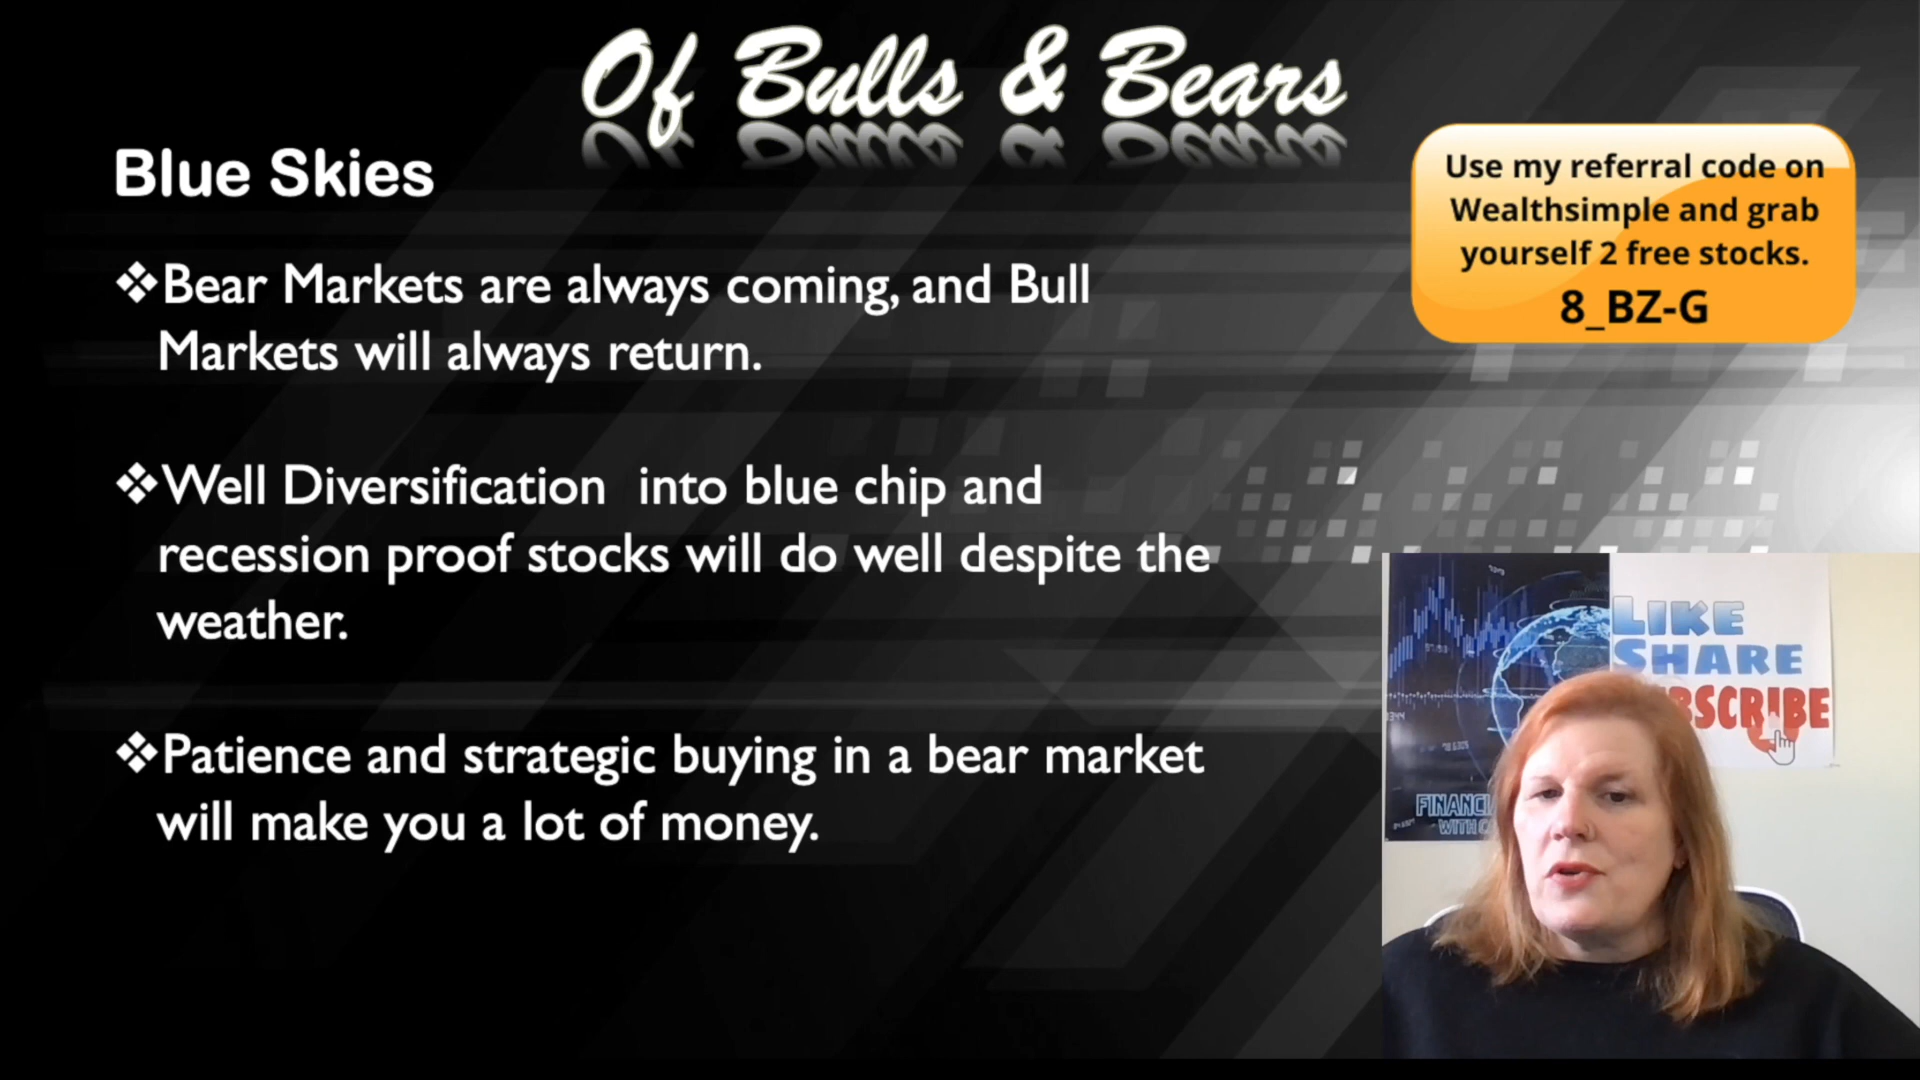 Of Bulls & Bears
Blue Skies
❖Bear Markets are always coming, and Bull
Markets will always return.
❖Well Diversification  into blue chip and
recession proof stocks will do well despite the
weather.
❖Patience and strategic buying in a bear market
will make you a lot of money.
Use my referral code on
Wealthsimple and grab
yourself 2 free stocks.
8_BZ-G
LIKE
SHARE
FINANCI
WITH